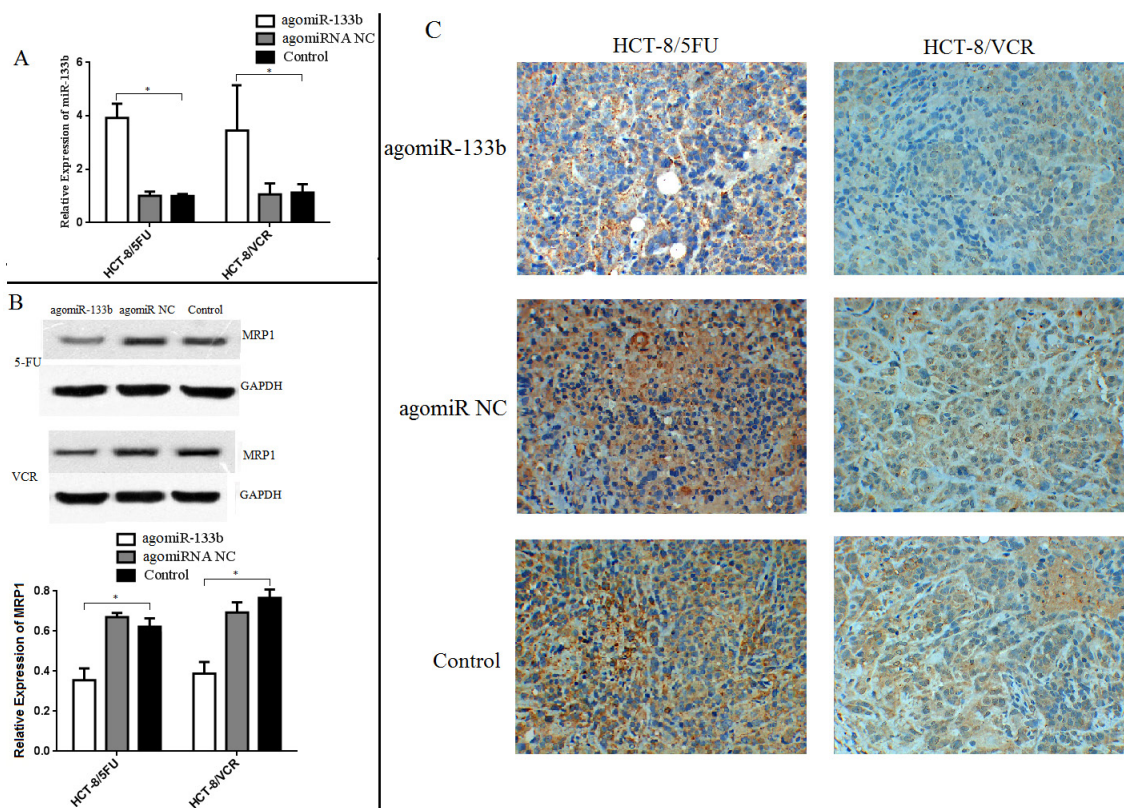 A
agomiR-133b
agomiRNA NC
Control
Relative Expression of miR-133b
6
4
2
0
*
*
HCT-8/5FU
HCT-8/VCR
B
agomiR-133b agomiR NC Control
5-FU
MRP1
GAPDH
VCR
MRP1
GAPDH
agomiR-133b
agomiRNA NC
Control
Relative Expression of MRP1
0.8
0.6
0.4
0.2
0.0
*
*
HCT-8/5FU
HCT-8/VCR
C
HCT-8/5FU HCT-8/VCR
agomiR-133b
agomiR NC
Control